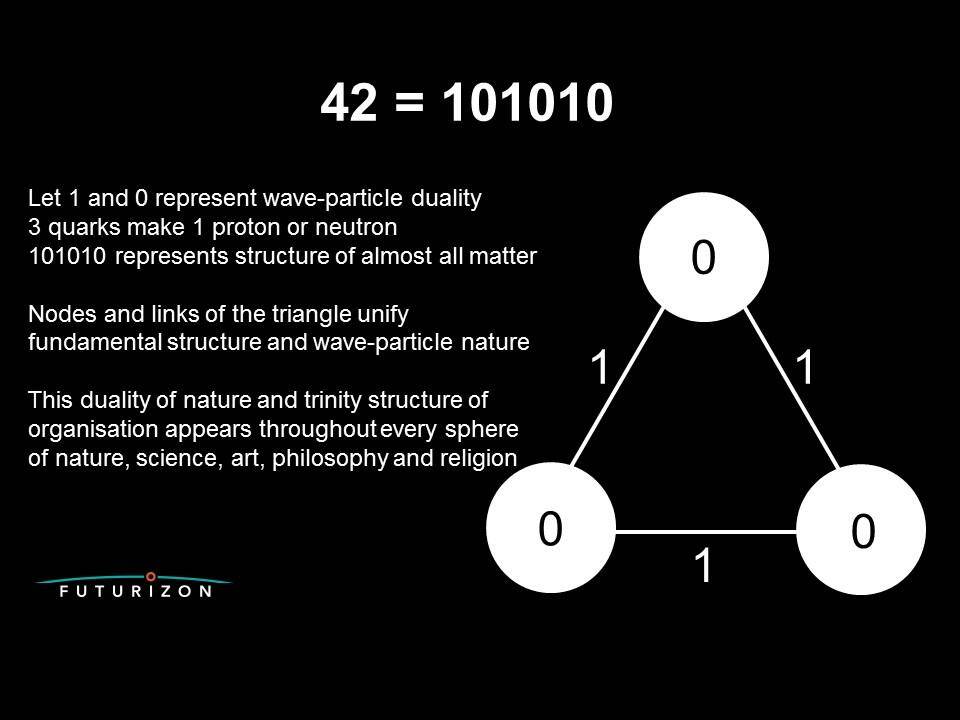 42 = 101010
Let 1 and 0 represent wave-particle duality
3 quarks make 1 proton or neutron
101010 represents structure of almost all matter
Nodes and links of the triangle unify
fundamental structure and wave-particle nature
This duality of nature and trinity structure of
organisation appears throughout every sphere
of nature, science, art, philosophy and religion
0
1 1
0 0
1
FUTURIZON